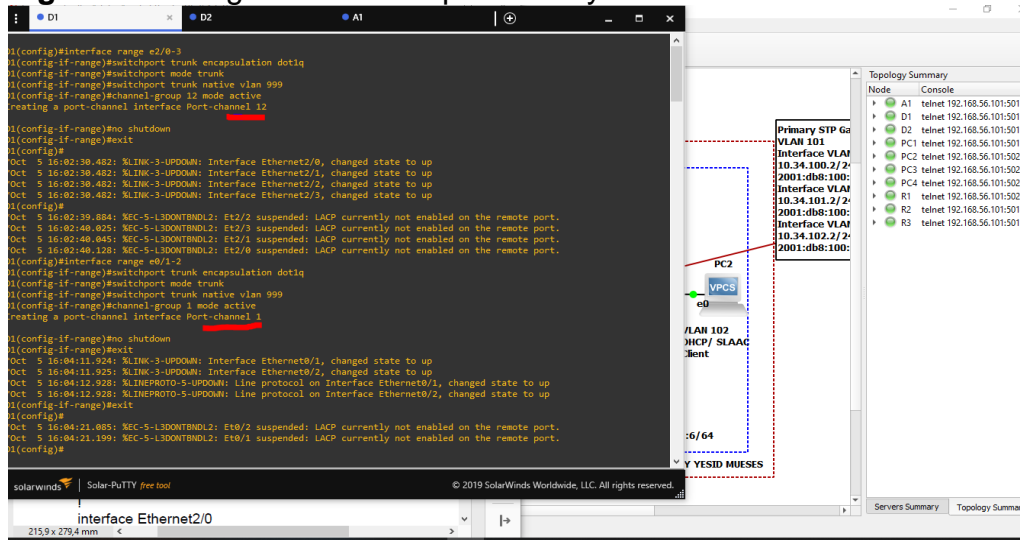 D1
D2
A1
D1(config)#interface range e2/0-3
D1(config-if-range)#switchport trunk encapsulation dot1q
D1(config-if-range)#switchport mode trunk
D1(config-if-range)#switchport trunk native vlan 999
D1(config-if-range)#channel-group 12 mode active
Creating a port-channel interface Port-channel 12
D1(config-if-range)#no shutdown
D1(config-if-range)#exit
D1(config)#
*Oct  5 16:02:30.482: %LINK-3-UPDOWN: Interface Ethernet2/0, changed state to up
*Oct  5 16:02:30.482: %LINK-3-UPDOWN: Interface Ethernet2/1, changed state to up
*Oct  5 16:02:30.482: %LINK-3-UPDOWN: Interface Ethernet2/2, changed state to up
*Oct  5 16:02:30.482: %LINK-3-UPDOWN: Interface Ethernet2/3, changed state to up
D1(config)#
*Oct  5 16:02:39.884: %EC-5-L3DONTBNDL2: Et2/2 suspended: LACP currently not enabled on the remote port.
*Oct  5 16:02:40.025: %EC-5-L3DONTBNDL2: Et2/3 suspended: LACP currently not enabled on the remote port.
*Oct  5 16:02:40.045: %EC-5-L3DONTBNDL2: Et2/1 suspended: LACP currently not enabled on the remote port.
*Oct  5 16:02:40.128: %EC-5-L3DONTBNDL2: Et2/0 suspended: LACP currently not enabled on the remote port.
D1(config)#interface range e0/1-2
D1(config-if-range)#switchport trunk encapsulation dot1q
D1(config-if-range)#switchport mode trunk
D1(config-if-range)#switchport trunk native vlan 999
D1(config-if-range)#channel-group 1 mode active
Creating a port-channel interface Port-channel 1
D1(config-if-range)#no shutdown
D1(config-if-range)#exit
*Oct  5 16:04:11.924: %LINK-3-UPDOWN: Interface Ethernet0/1, changed state to up
*Oct  5 16:04:11.925: %LINK-3-UPDOWN: Interface Ethernet0/2, changed state to up
*Oct  5 16:04:12.928: %LINEPROTO-5-UPDOWN: Line protocol on Interface Ethernet0/1, changed state to up
*Oct  5 16:04:12.928: %LINEPROTO-5-UPDOWN: Line protocol on Interface Ethernet0/2, changed state to up
D1(config-if-range)#exit
D1(config)#
*Oct  5 16:04:21.085: %EC-5-L3DONTBNDL2: Et0/2 suspended: LACP currently not enabled on the remote port.
*Oct  5 16:04:21.199: %EC-5-L3DONTBNDL2: Et0/1 suspended: LACP currently not enabled on the remote port.
D1(config)#
solarwinds Solar-PuTTY free tool
© 2019 SolarWinds Worldwide, LLC. All rights reserved.
!
interface Ethernet2/0
215,9 x 279,4 mm
Primary STP Ga
VLAN 101
Interface VLA
10.34.100.2/2
2001:db8:100:
Interface VLA
10.34.101.2/2
2001:db8:100:
Interface VLA
10.34.102.2/2
2001:db8:100:
PC2
VPCS
e0
VLAN 102
DHCP/ SLAAC
Client
:6/64
Y YESID MUESES
Topology Summary
Node Console
A1 telnet 192.168.56.101:501
D1 telnet 192.168.56.101:501
D2 telnet 192.168.56.101:501
PC1 telnet 192.168.56.101:501
PC2 telnet 192.168.56.101:502
PC3 telnet 192.168.56.101:502
PC4 telnet 192.168.56.101:502
R1 telnet 192.168.56.101:502
R2 telnet 192.168.56.101:501
R3 telnet 192.168.56.101:501
Servers Summary
Topology Summa